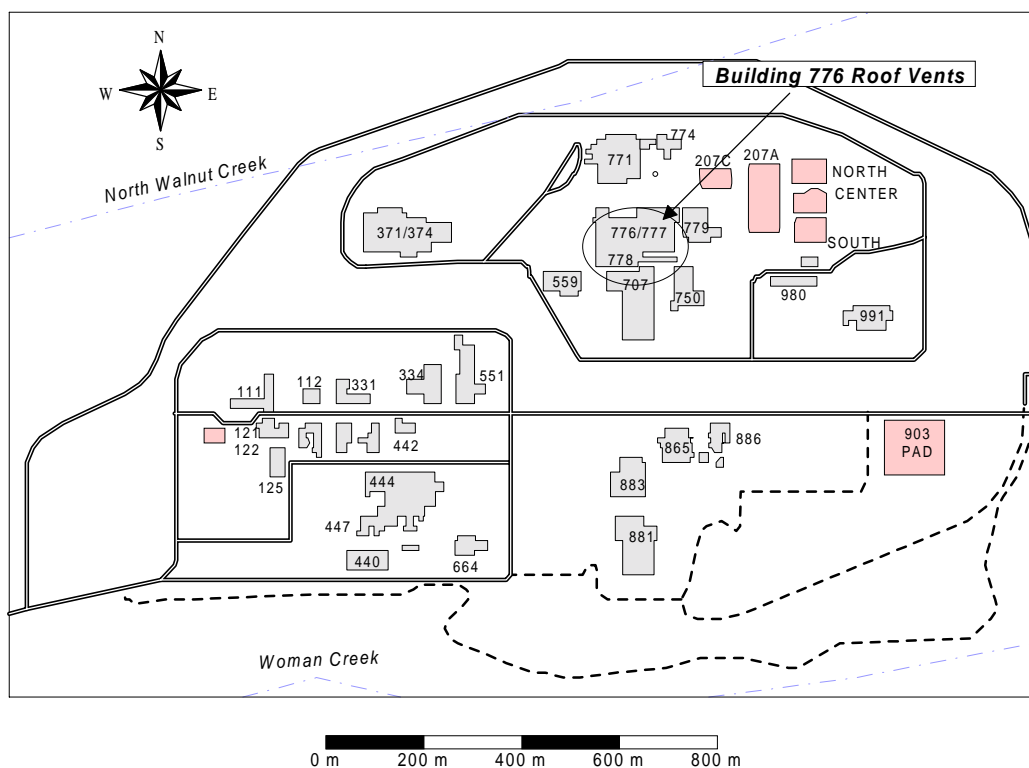 N
Building 776 Roof Vents
W
E
S
774
771
207C
207A
NORTH
North Walnut Creek
CENTER
371/374
776/777
779
SOUTH
778
559
707
750
980
991
334
551
111
112
331
121
122
442
865
886
903
PAD
125
444
883
447
881
440
664
Woman Creek
0 m
200 m
400 m
600 m
800 m